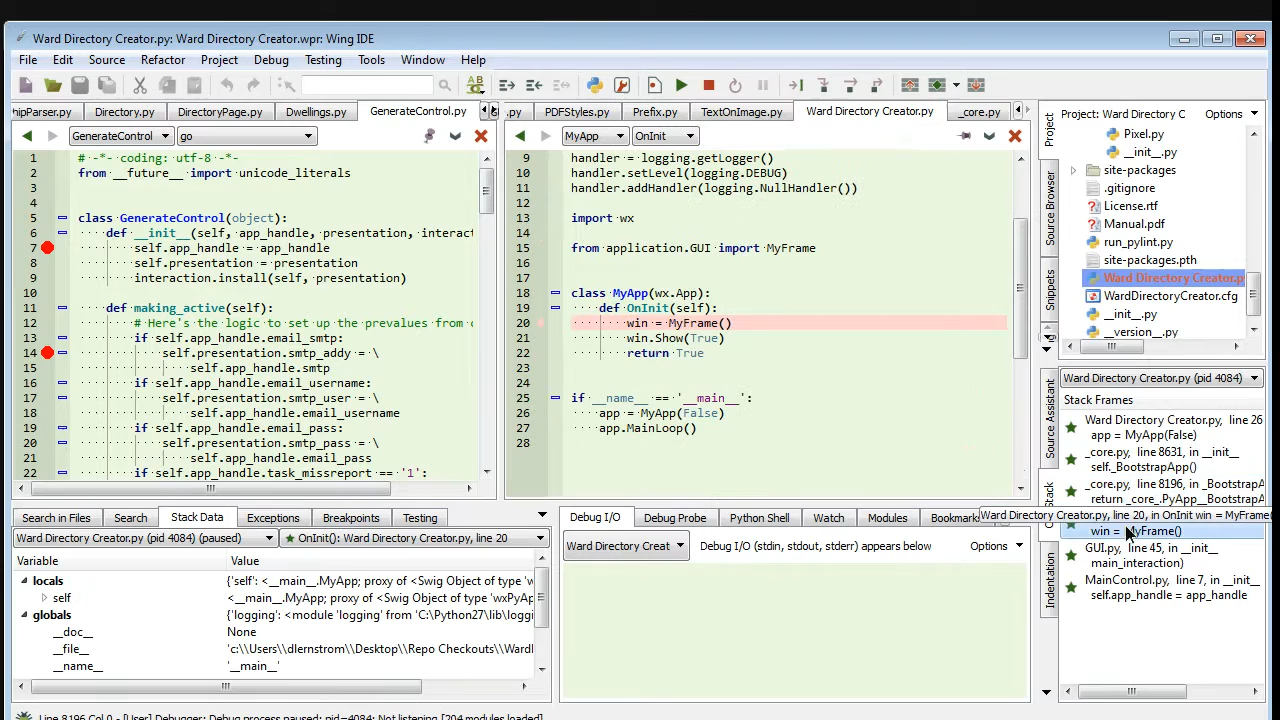 Ward Directory Creator.py: Ward Directory Creator.wpr: Wing IDE
File Edit Source Refactor Project Debug Testing Tools Window Help
hipParser.py Directory.py DirectoryPage.py Dwellings.py GenerateControl.py
.py PDFStyles.py Prefix.py TextOnImage.py Ward Directory Creator.py _core.py
GenerateControl go
1 # -*- coding: utf-8 -*-
2 from __future__ import unicode_literals
3
4
5 class GenerateControl(object):
6 def __init__(self, app_handle, presentation, interact
7 self.app_handle = app_handle
8 self.presentation = presentation
9 interaction.install(self, presentation)
10
11 def making_active(self):
12 # Here's the logic to set up the prevalues from
13 if self.app_handle.email_smtp:
14 self.presentation.smtp_addy = \
15 self.app_handle.smtp
16 if self.app_handle.email_username:
17 self.presentation.smtp_user = \
18 self.app_handle.email_username
19 if self.app_handle.email_pass:
20 self.presentation.smtp_pass = \
21 self.app_handle.email_pass
22 if self.app_handle.task_missreport == '1':
MyApp OnInit
9 handler = logging.getLogger()
10 handler.setLevel(logging.DEBUG)
11 handler.addHandler(logging.NullHandler())
12
13 import wx
14
15 from application.GUI import MyFrame
16
17
18 class MyApp(wx.App):
19 def OnInit(self):
20 win = MyFrame()
21 win.Show(True)
22 return True
23
24
25 if __name__ == '__main__':
26 app = MyApp(False)
27 app.MainLoop()
28
Project
Source Browser
Snippets
Project: Ward Directory C Options
Pixel.py
__init__.py
site-packages
.gitignore
License.rtf
Manual.pdf
run_pylint.py
site-packages.pth
Ward Directory Creator.p
WardDirectoryCreator.cfg
__init__.py
__version__.py
Source Assistant
Stack
Indentation
Ward Directory Creator.py (pid 4084)
Stack Frames
Ward Directory Creator.py, line 26
app = MyApp(False)
_core.py, line 8631, in __init__
self._BootstrapApp()
_core.py, line 8196, in _BootstrapA
return _core_.PyApp__BootstrapA
Ward Directory Creator.py, line 20, in OnInit win = MyFrame(
win = MyFrame()
GUI.py, line 45, in __init__
main_interaction)
MainControl.py, line 7, in __init__
self.app_handle = app_handle
Search in Files Search Stack Data Exceptions Breakpoints Testing
Ward Directory Creator.py (pid 4084) (paused) OnInit(): Ward Directory Creator.py, line 20
Variable Value
locals {'self': <__main__.MyApp; proxy of <Swig Object of type 'w
self <__main__.MyApp; proxy of <Swig Object of type 'wxPyAp
globals {'logging': <module 'logging' from 'C:\Python27\lib\loggin
__doc__ None
__file__ 'c:\\Users\\dlernstrom\\Desktop\\Repo Checkouts\\Wardl
__name__ '__main__'
Debug I/O Debug Probe Python Shell Watch Modules Bookmarks
Ward Directory Creat Debug I/O (stdin, stdout, stderr) appears below Options
Line 8196 Col 0 - [User] Debugger: Debug process paused: pid=4084: Not listening [204 modules loaded]